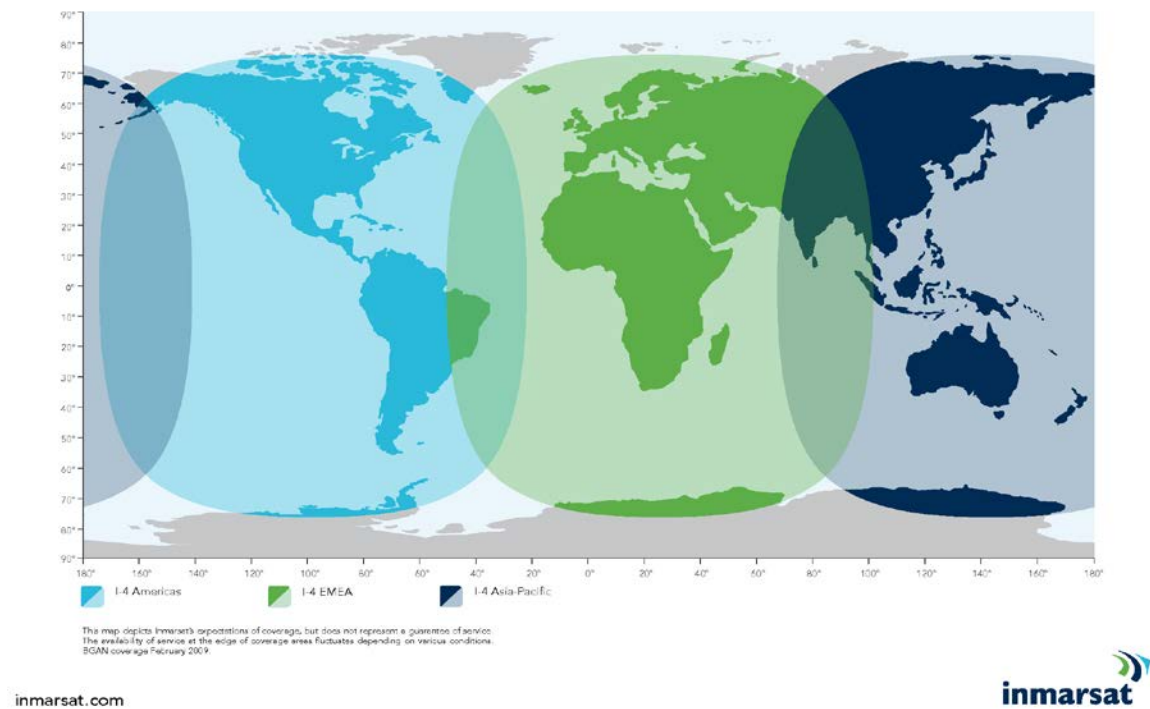 90°
80°
70°
60°
50°
40°
30°
20°
10°
0°
10°
20°
30°
40°
50°
60°
70°
80°
90°
180° 160° 140° 120° 100° 80° 60° 40° 20° 0° 20° 40° 60° 80° 100° 120° 140° 160° 180°
I-4 Americas I-4 EMEA I-4 Asia-Pacific
This map depicts Inmarsat's expectations of coverage, but does not represent a guarantee of service.
The availability of service at the edge of coverage areas fluctuates depending on various conditions.
BGAN coverage February 2009.
inmarsat.com
inmarsat